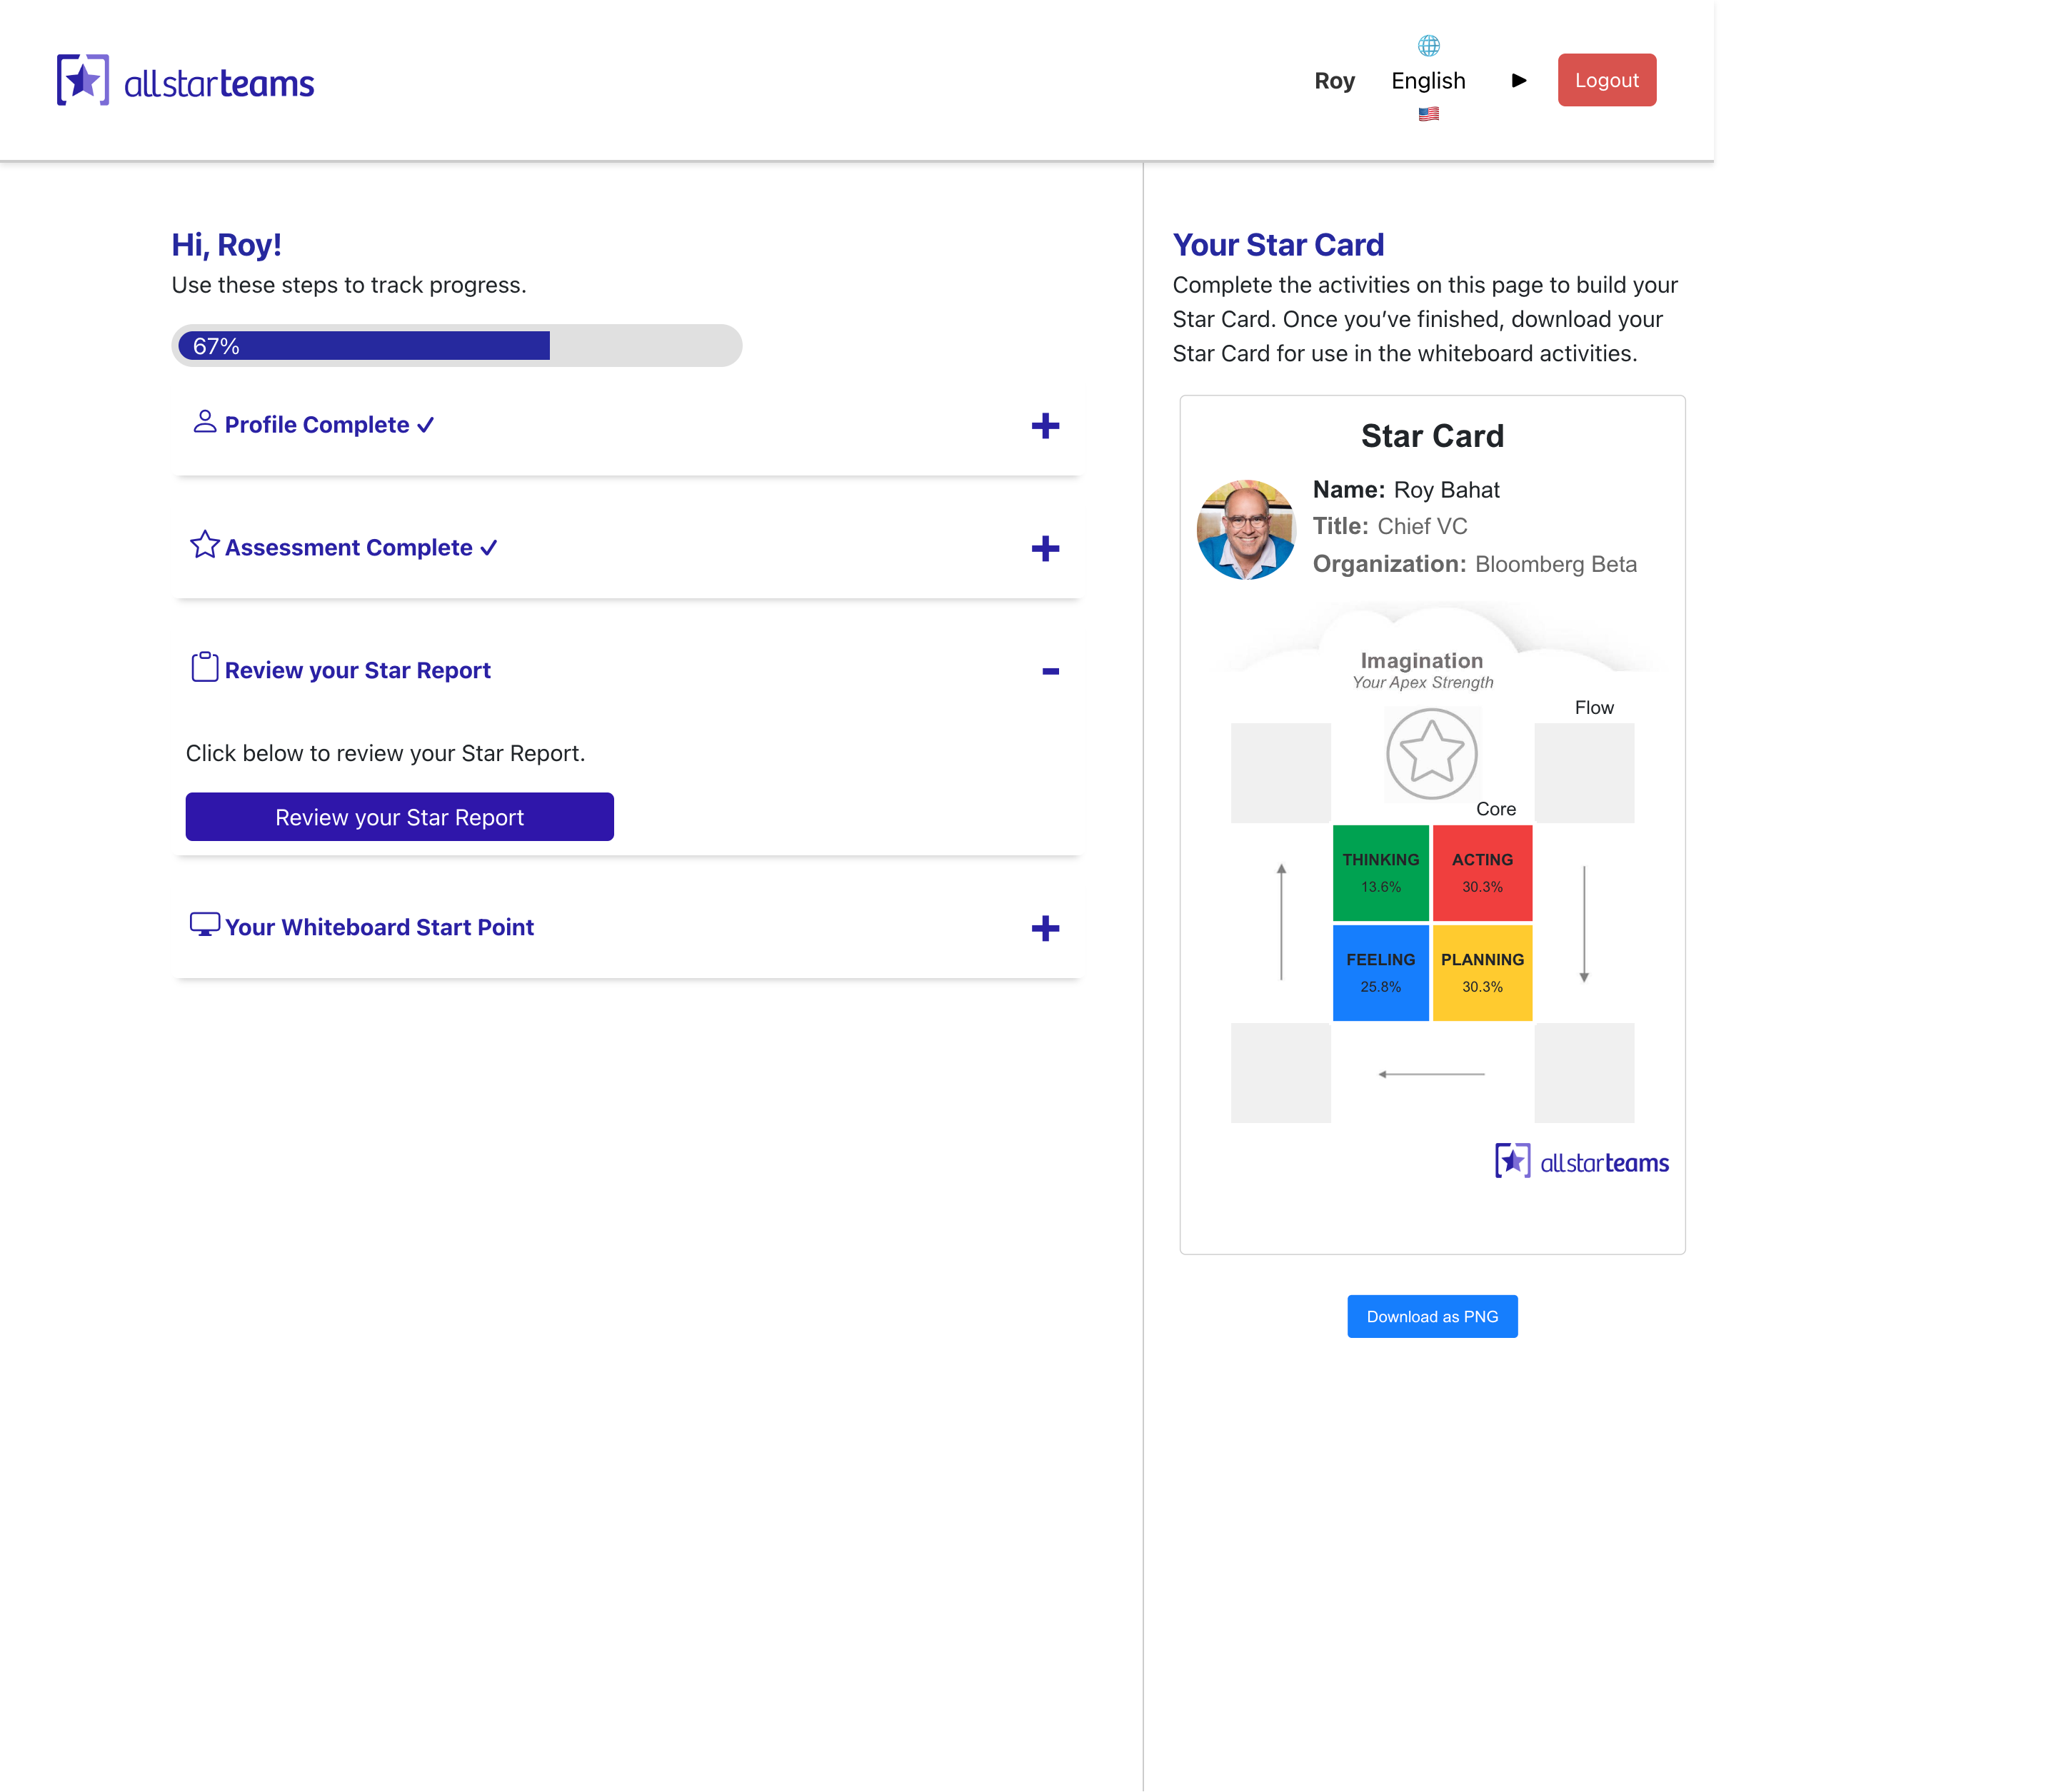 allstarteams
Roy
English
Logout
Hi, Roy!
Use these steps to track progress.
67%
Profile Complete ✓
Assessment Complete ✓
Review your Star Report
Click below to review your Star Report.
Review your Star Report
Your Whiteboard Start Point
Your Star Card
Complete the activities on this page to build your
Star Card. Once you’ve finished, download your
Star Card for use in the whiteboard activities.
Star Card
Name: Roy Bahat
Title: Chief VC
Organization: Bloomberg Beta
Imagination
Your Apex Strength
Flow
Core
THINKING
13.6%
ACTING
30.3%
FEELING
25.8%
PLANNING
30.3%
allstarteams
Download as PNG